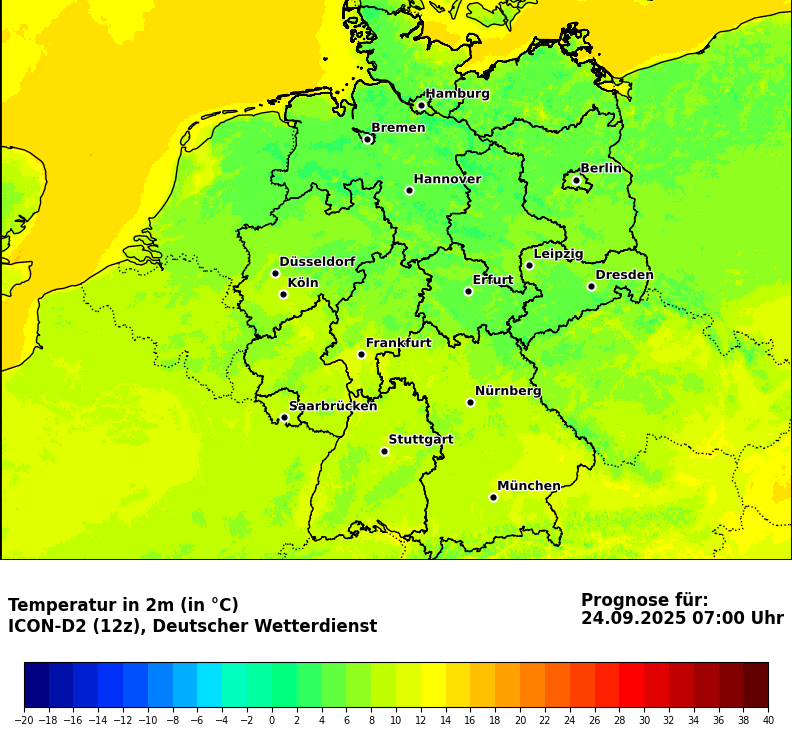 Hamburg
Bremen
Berlin
Hannover
Leipzig
Düsseldorf
Dresden
Köln
Erfurt
Frankfurt
Nürnberg
Saarbrücken
Stuttgart
München
Temperatur in 2m (in °C)
ICON-D2 (12z), Deutscher Wetterdienst
Prognose für:
24.09.2025 07:00 Uhr
−20 −18 −16 −14 −12 −10 −8 −6 −4 −2 0 2 4 6 8 10 12 14 16 18 20 22 24 26 28 30 32 34 36 38 40